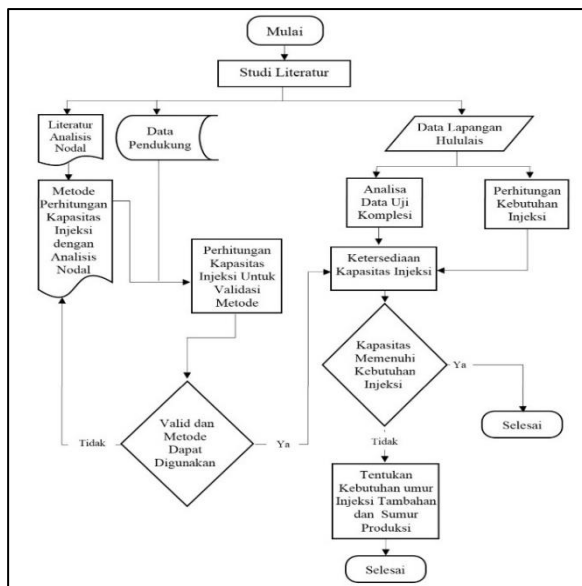 Mulai
Studi Literatur
Literatur
Analisis
Nodal
Data
Pendukung
Data Lapangan
Hululais
Metode
Perhitungan
Kapasitas
Injeksi
dengan
Analisis
Nodal
Analisa
Data Uji
Komplesi
Perhitungan
Kebutuhan
Injeksi
Perhitungan
Kapasitas
Injeksi Untuk
Validasi
Metode
Ketersediaan
Kapasitas Injeksi
Kapasitas
Memenuhi
Kebutuhan
Injeksi
Ya
Selesai
Tidak
Valid dan
Metode
Dapat
Digunakan
Ya
Tidak
Tentukan
Kebutuhan umur
Injeksi Tambahan
dan Sumur
Produksi
Selesai